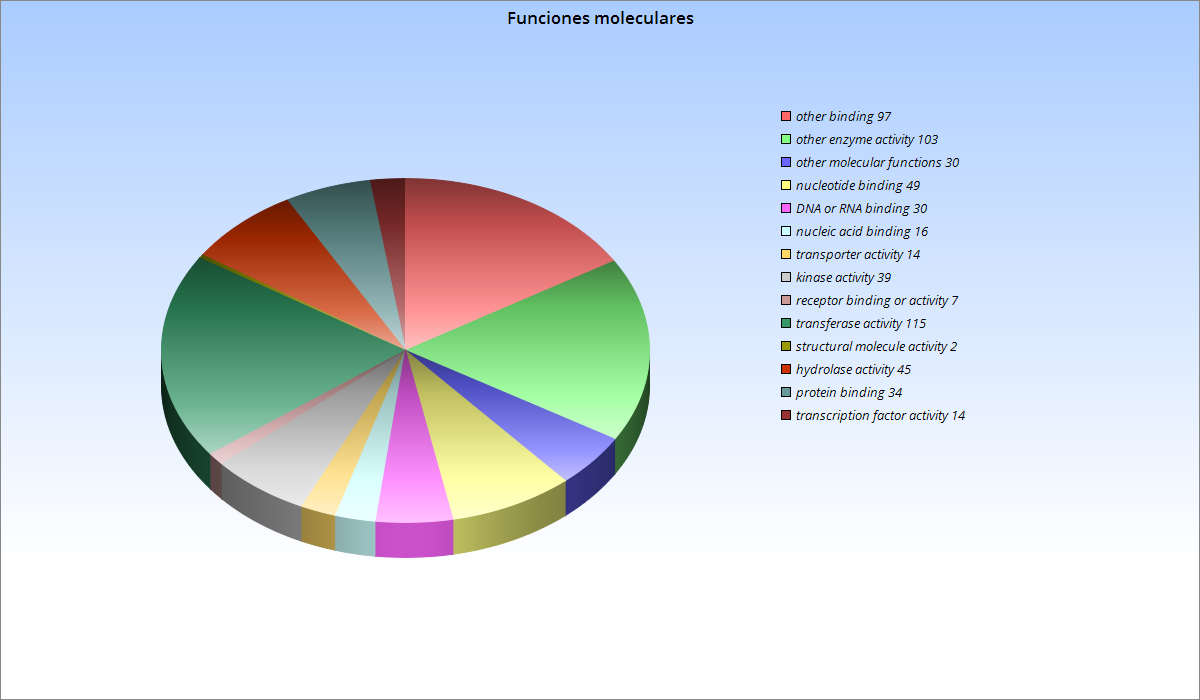 Funciones moleculares
other binding 97
other enzyme activity 103
other molecular functions 30
nucleotide binding 49
DNA or RNA binding 30
nucleic acid binding 16
transporter activity 14
kinase activity 39
receptor binding or activity 7
transferase activity 115
structural molecule activity 2
hydrolase activity 45
protein binding 34
transcription factor activity 14